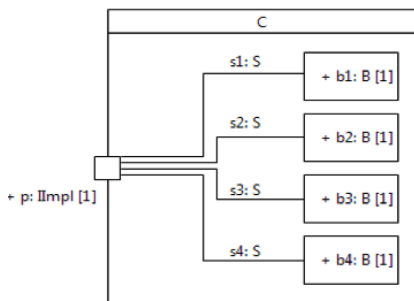 C
s1: S
+ b1: B [1]
s2: S
+ b2: B [1]
+ p: IImpl [1]
s3: S
+ b3: B [1]
s4: S
+ b4: B [1]